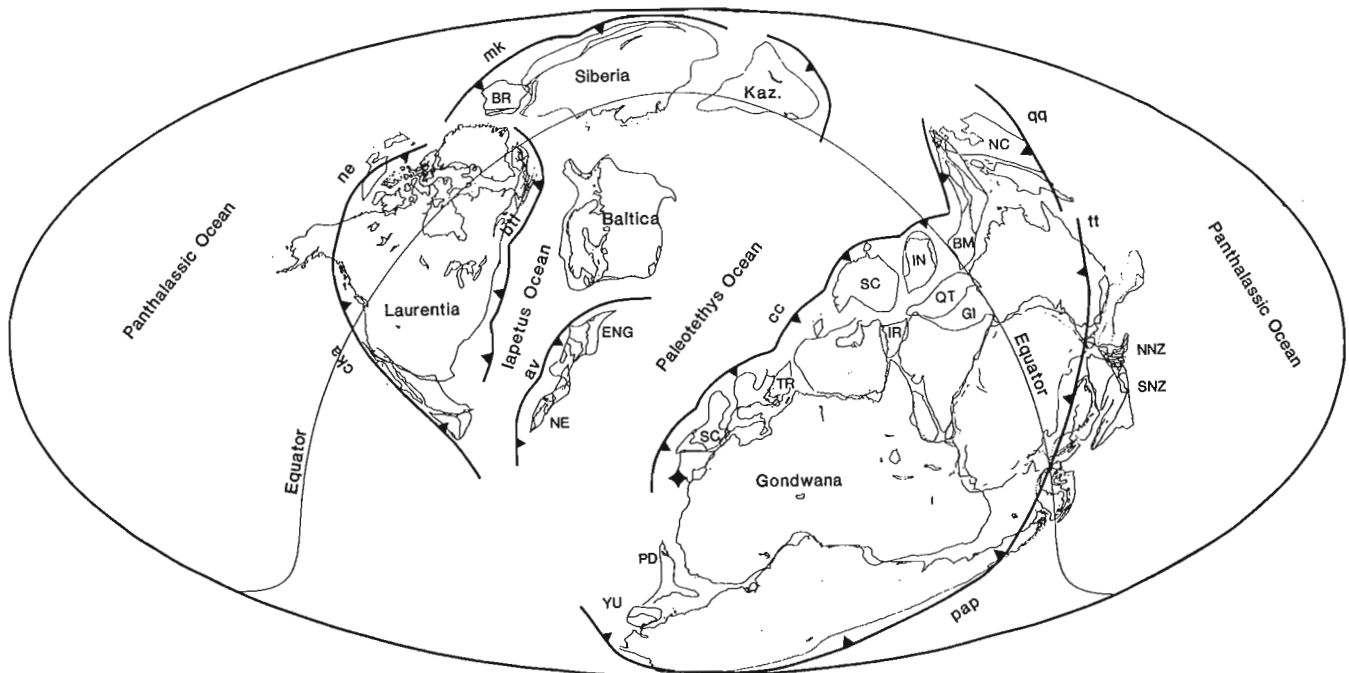 mk
Siberia
BR
Kaz.
qq
NC
ne
btl
Baltica
tt
Panthalassic Ocean
Panthalassic Ocean
BM
IN
SC
QT
GI
Laurentia
Iapetus Ocean
Paleotethys Ocean
cc
IR
Equator
ENG
NNZ
cka
av
TR
SNZ
NE
SC
Equator
Gondwana
PD
YU
pap